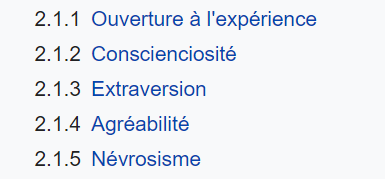 2.1.1 Ouverture à l'expérience
2.1.2 Conscienciosité
2.1.3 Extraversion
2.1.4 Agréabilité
2.1.5 Névrosisme